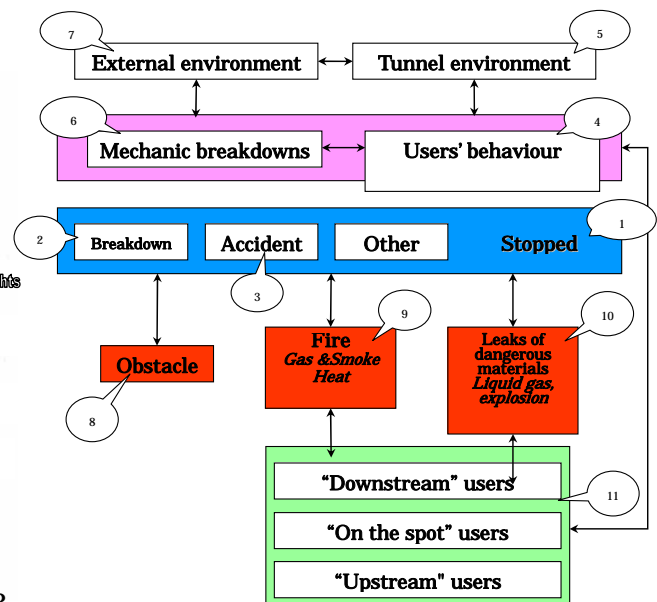 7
5
External environment
Tunnel environment
6
4
Mechanic breakdowns
Users’ behaviour
1
2
Breakdown
Accident
Other
Stopped
hts
3
9
10
Fire
Gas &Smoke
Heat
Leaks of
dangerous
materials
Liquid gas,
explosion
Obstacle
8
“Downstream” users
11
“On the spot” users
“Upstream" users